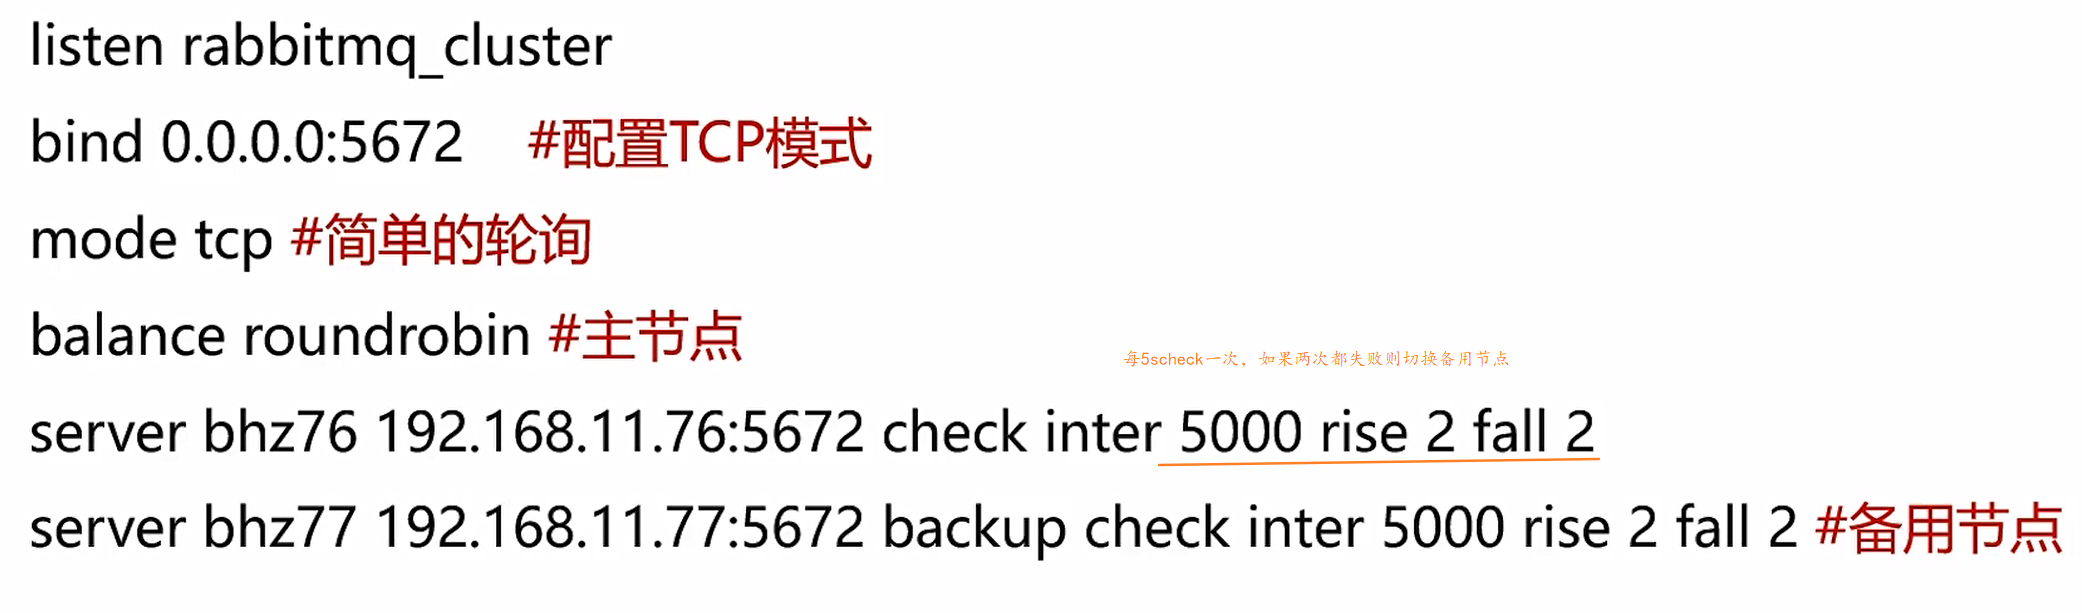 listen rabbitmq_cluster
bind 0.0.0.0:5672 #配置TCP模式
mode tcp #简单的轮询
balance roundrobin #主节点
每5scheck一次，如果两次都失败则切换备用节点
server bhz76 192.168.11.76:5672 check inter 5000 rise 2 fall 2
server bhz77 192.168.11.77:5672 backup check inter 5000 rise 2 fall 2 #备用节点